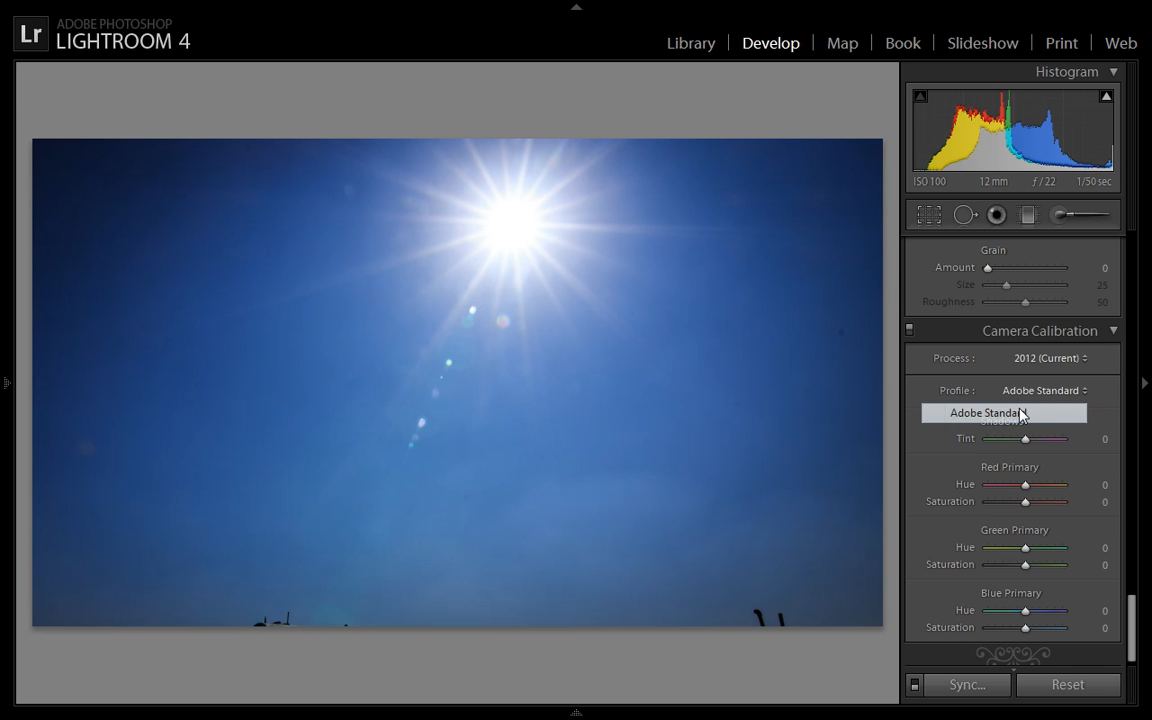 Lr
ADOBE PHOTOSHOP
LIGHTROOM 4
Library | Develop | Map | Book | Slideshow | Print | Web
Histogram
ISO 100 12 mm ƒ / 22 1/50 sec
Grain
Amount 0
Size 25
Roughness 50
Camera Calibration
Process : 2012 (Current)
Profile : Adobe Standard
Adobe Standard
Shadows
Tint 0
Red Primary
Hue 0
Saturation 0
Green Primary
Hue 0
Saturation 0
Blue Primary
Hue 0
Saturation 0
Sync... Reset